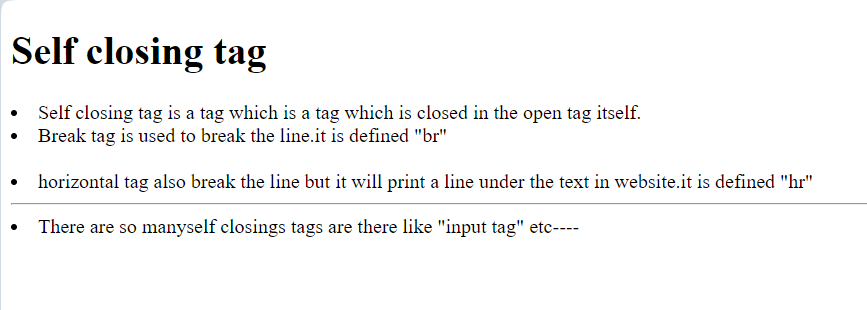 Self closing tag
• Self closing tag is a tag which is a tag which is closed in the open tag itself.
• Break tag is used to break the line.it is defined "br"
• horizontal tag also break the line but it will print a line under the text in website.it is defined "hr"
• There are so manyself closings tags are there like "input tag" etc----